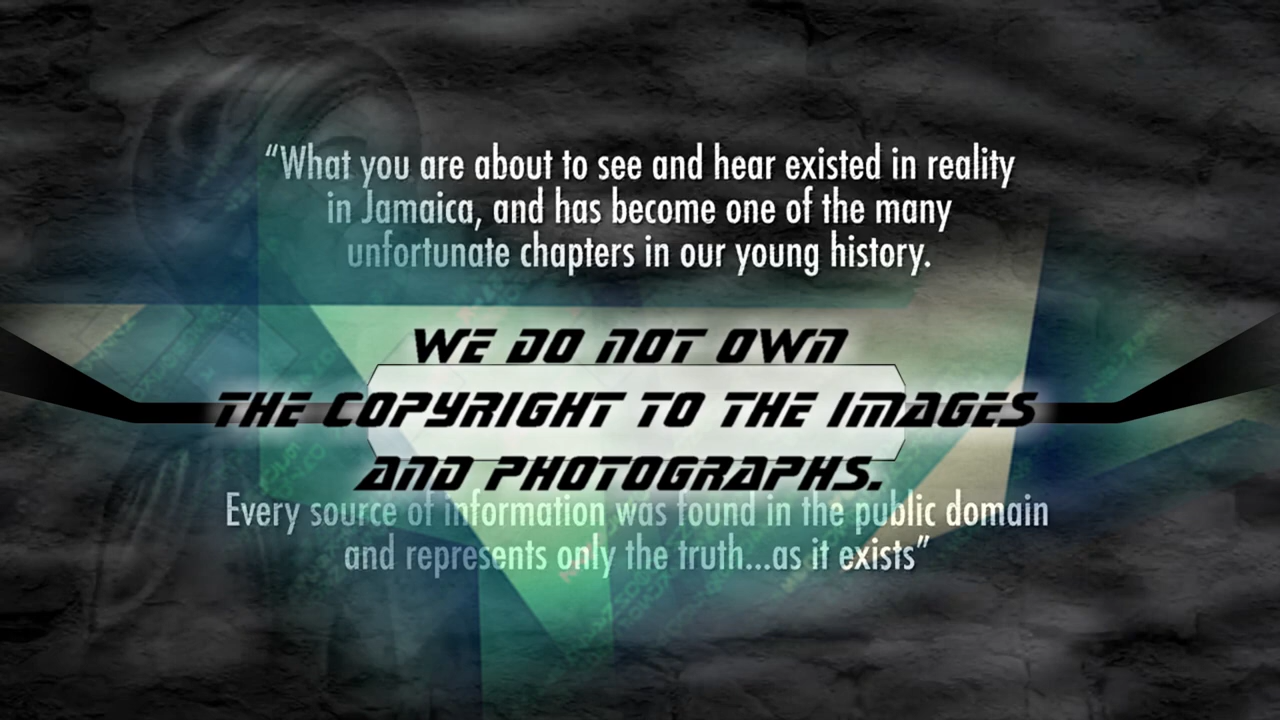 “What you are about to see and hear existed in reality
in Jamaica, and has become one of the many
unfortunate chapters in our young history.
WE DO NOT OWN
THE COPYRIGHT TO THE IMAGES
AND PHOTOGRAPHS.
Every source of information was found in the public domain
and represents only the truth...as it exists”